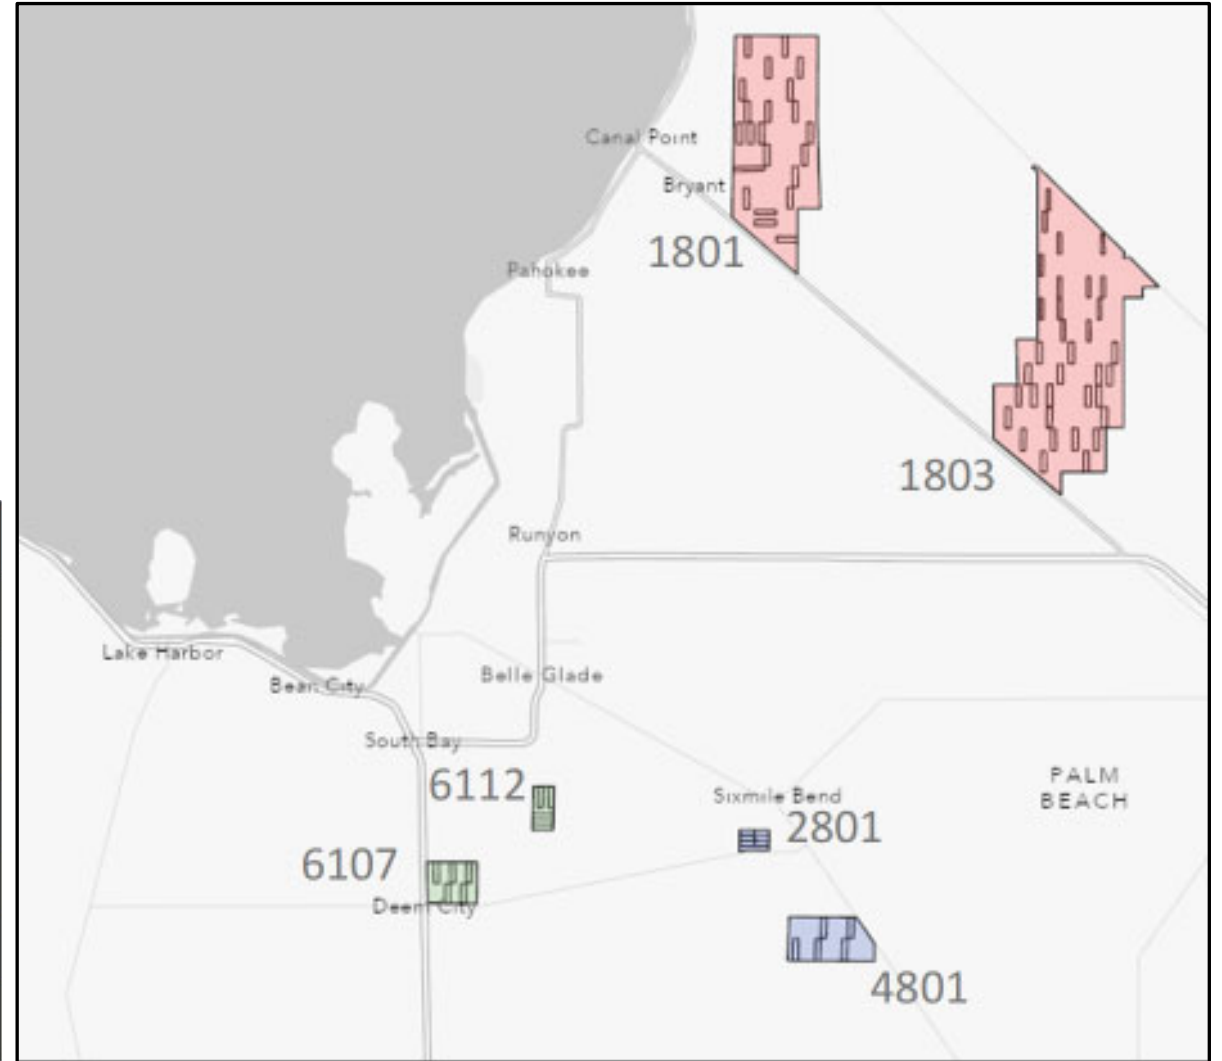 Canal Point
Bryant
1801
Pahokee
1803
Runyon
Lake Harbor
Belle Glade
Bean City
South Bay
6112
PALM
BEACH
Sixmile Bend
2801
6107
Deem City
4801